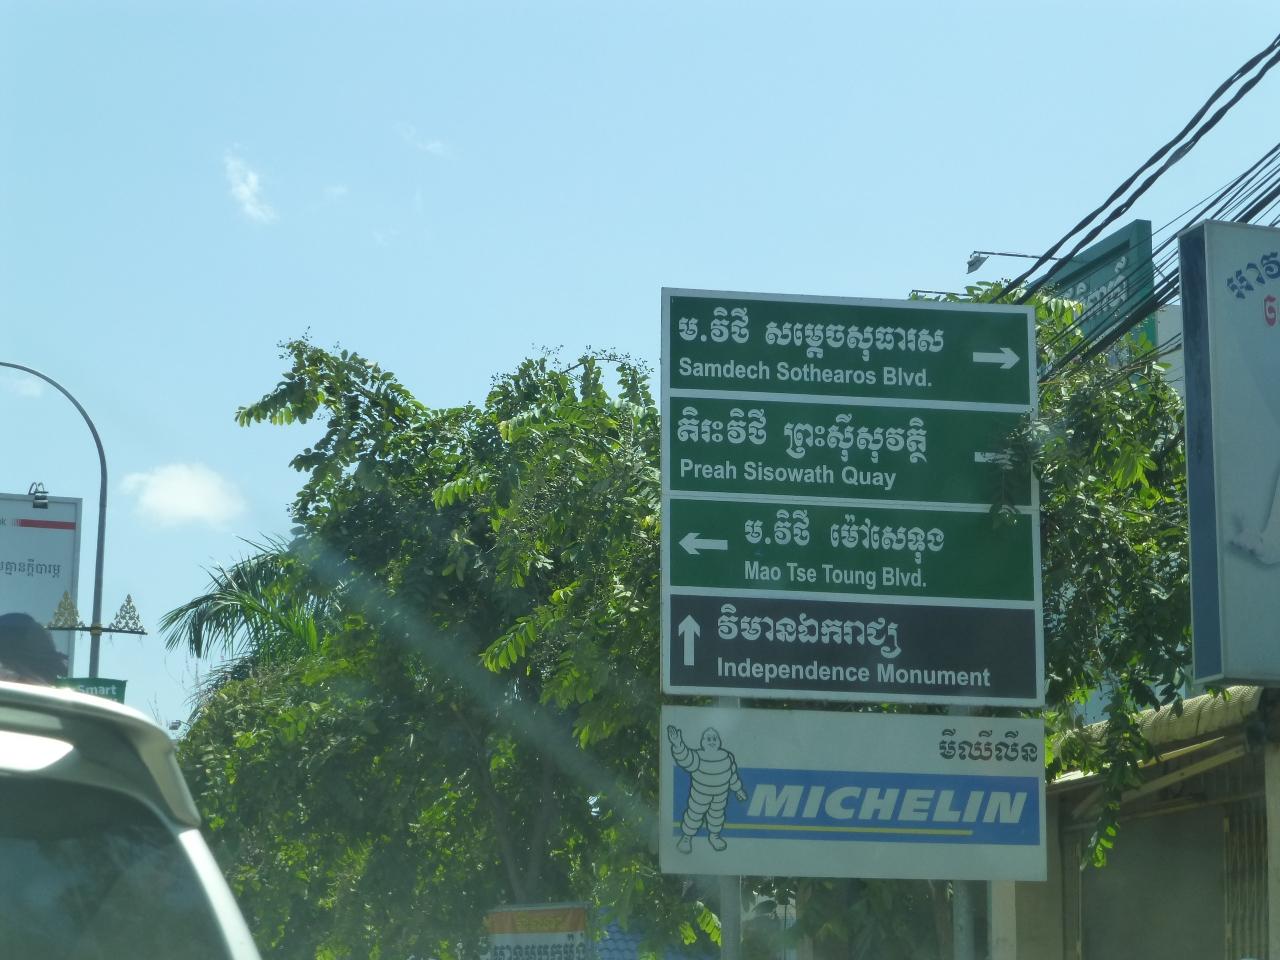 ម.វិថី សម្តេចសុធារស
Samdech Sothearos Blvd.
តិរះវិថី ព្រះស៊ីសុវត្ថិ
Preah Sisowath Quay
ម.វិថី ម៉ៅសេទុង
Mao Tse Toung Blvd.
វិមានឯករាជ្យ
Independence Monument
មីឈីលីន
MICHELIN
Smart